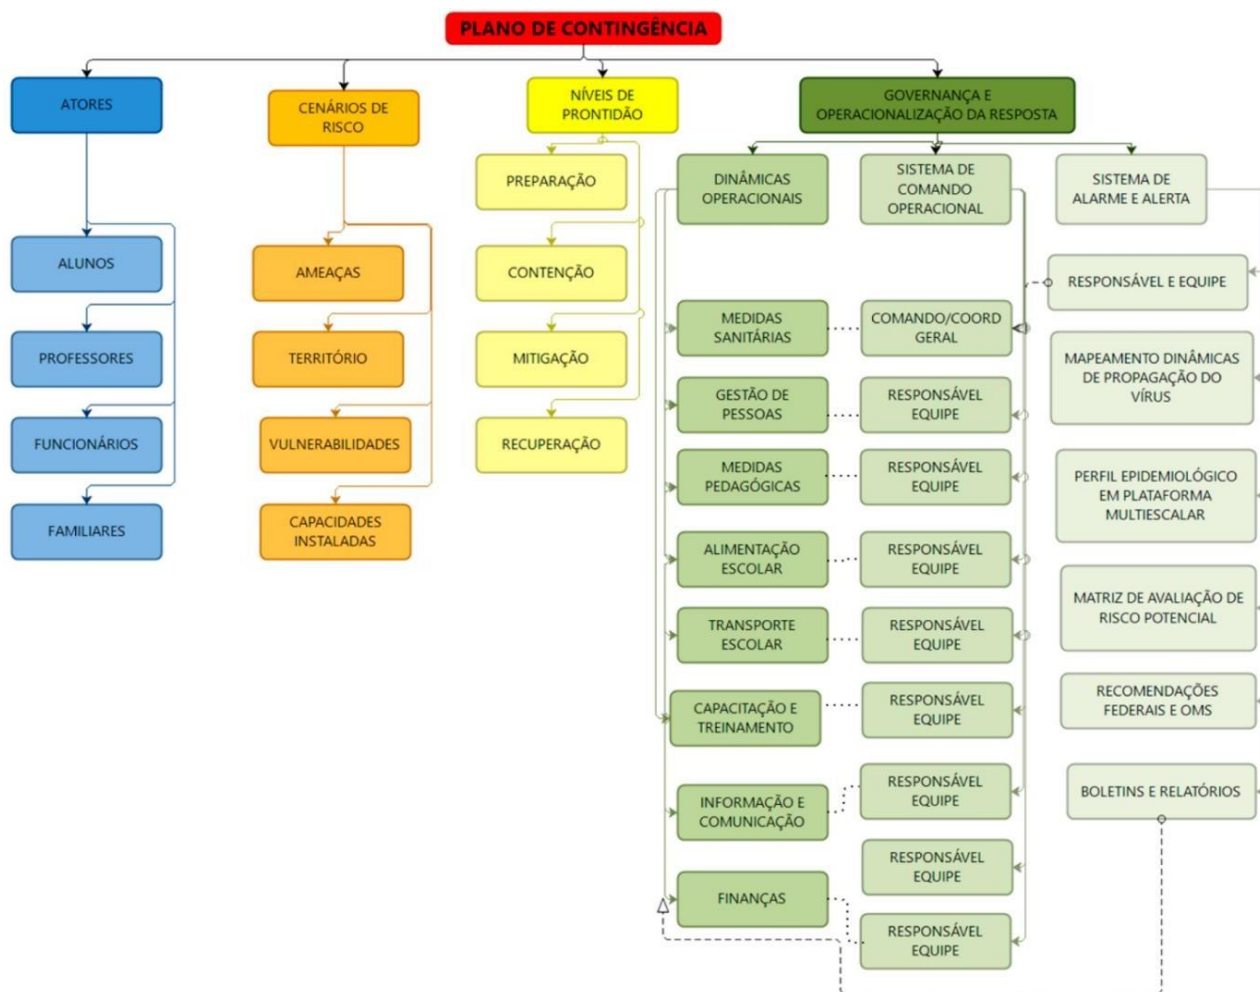 PLANO DE CONTINGÊNCIA
ATORES
ALUNOS
PROFESSORES
FUNCIONÁRIOS
FAMILIARES
CENÁRIOS DE
RISCO
AMEAÇAS
TERRITÓRIO
VULNERABILIDADES
CAPACIDADES
INSTALADAS
NÍVEIS DE
PRONTIDÃO
PREPARAÇÃO
CONTENÇÃO
MITIGAÇÃO
RECUPERAÇÃO
GOVERNANÇA E
OPERACIONALIZAÇÃO DA RESPOSTA
DINÂMICAS
OPERACIONAIS
MEDIDAS
SANITÁRIAS
GESTÃO DE
PESSOAS
MEDIDAS
PEDAGÓGICAS
ALIMENTAÇÃO
ESCOLAR
TRANSPORTE
ESCOLAR
CAPACITAÇÃO E
TREINAMENTO
INFORMAÇÃO E
COMUNICAÇÃO
FINANÇAS
SISTEMA DE
COMANDO
OPERACIONAL
COMANDO/COORD
GERAL
RESPONSÁVEL
EQUIPE
RESPONSÁVEL
EQUIPE
RESPONSÁVEL
EQUIPE
RESPONSÁVEL
EQUIPE
RESPONSÁVEL
EQUIPE
RESPONSÁVEL
EQUIPE
RESPONSÁVEL
EQUIPE
RESPONSÁVEL
EQUIPE
SISTEMA DE
ALARME E ALERTA
RESPONSÁVEL E EQUIPE
MAPEAMENTO DINÂMICAS
DE PROPAGAÇÃO DO
VÍRUS
PERFIL EPIDEMIOLÓGICO
EM PLATAFORMA
MULTIESCALAR
MATRIZ DE AVALIAÇÃO DE
RISCO POTENCIAL
RECOMENDAÇÕES
FEDERAIS E OMS
BOLETINS E RELATÓRIOS